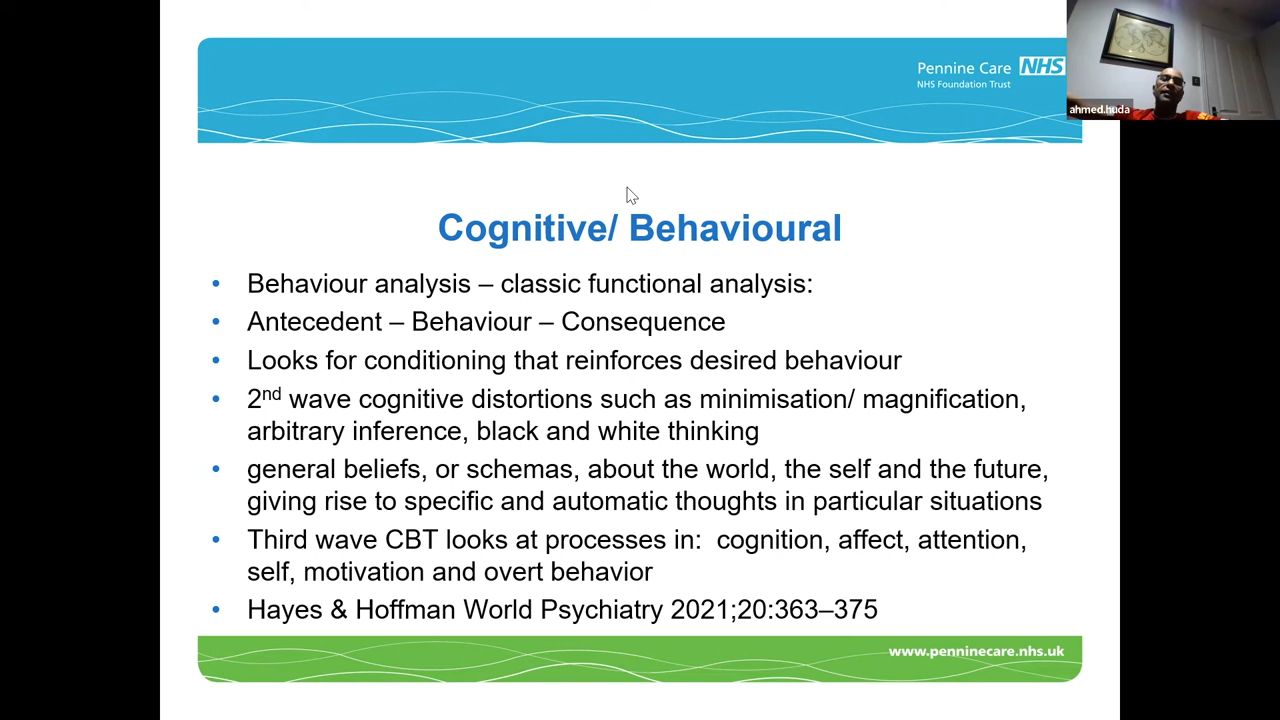 Pennine Care NHS
NHS Foundation Trust
ahmed.huda
Cognitive/ Behavioural
• Behaviour analysis – classic functional analysis:
• Antecedent – Behaviour – Consequence
• Looks for conditioning that reinforces desired behaviour
• 2nd wave cognitive distortions such as minimisation/ magnification,
arbitrary inference, black and white thinking
• general beliefs, or schemas, about the world, the self and the future,
giving rise to specific and automatic thoughts in particular situations
• Third wave CBT looks at processes in:  cognition, affect, attention,
self, motivation and overt behavior
• Hayes & Hoffman World Psychiatry 2021;20:363–375
www.penninecare.nhs.uk